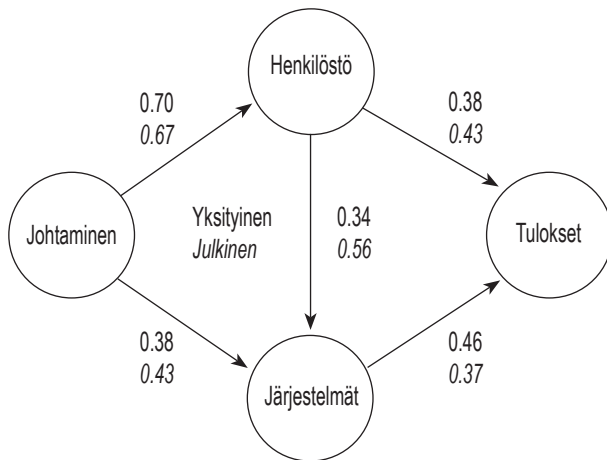 Henkilöstö
0.70
0.67
0.38
0.43
Johtaminen
Yksityinen
Julkinen
0.34
0.56
Tulokset
0.38
0.43
Järjestelmät
0.46
0.37